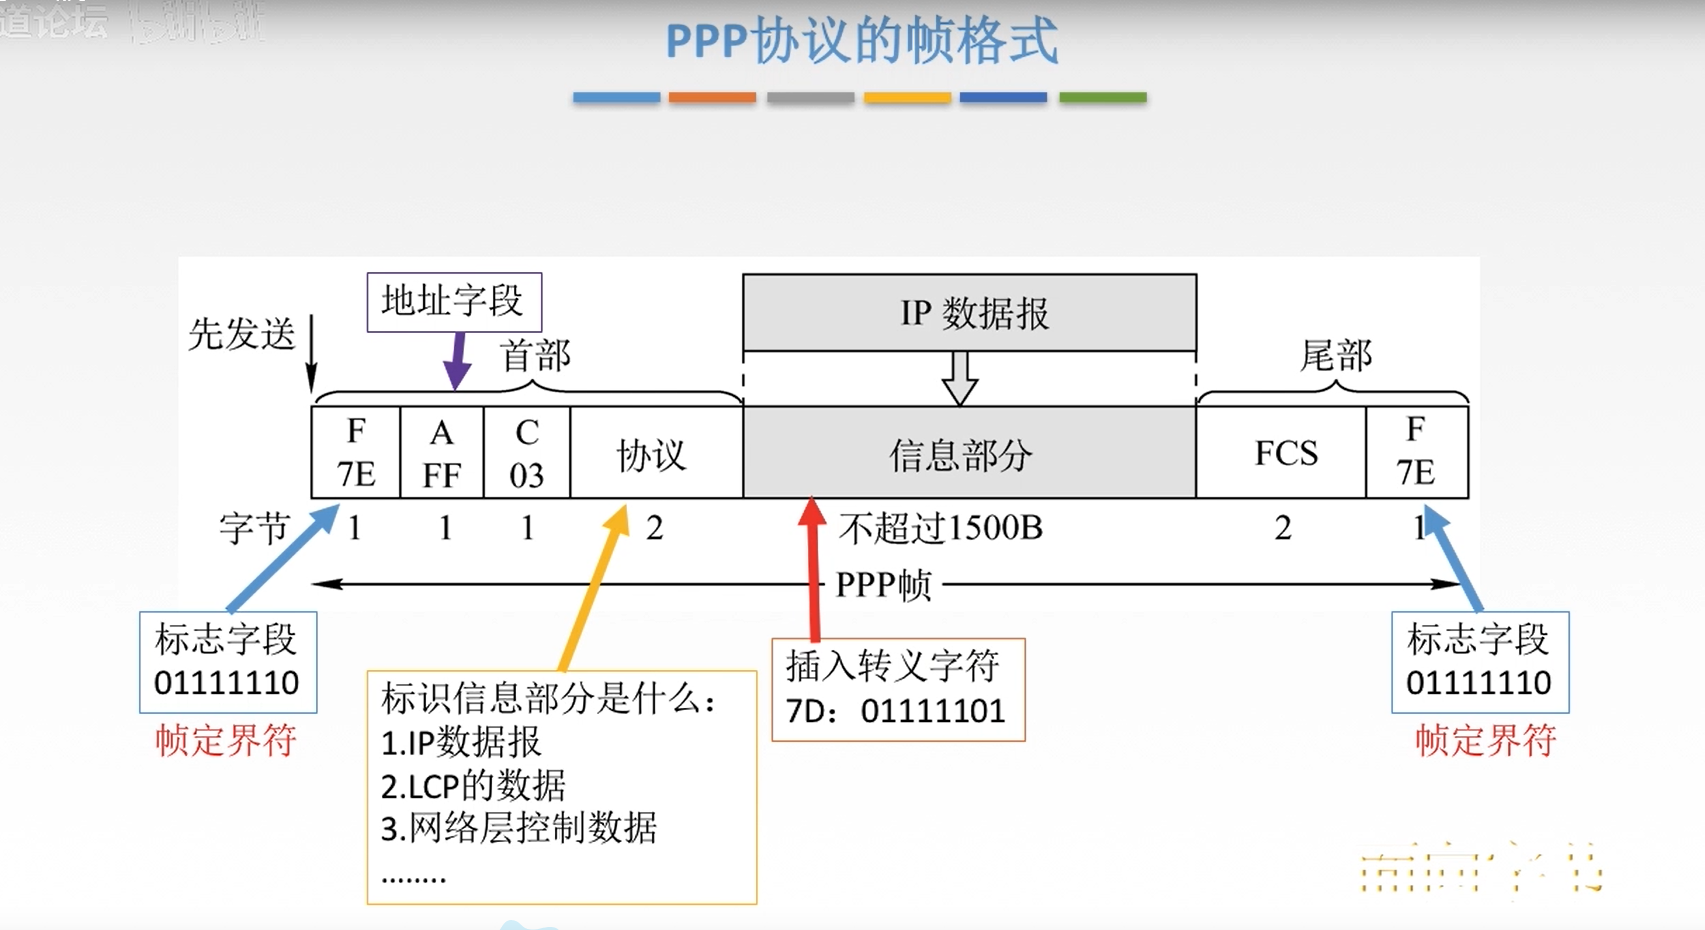 道论坛 bilibili
PPP协议的帧格式
地址字段
IP 数据报
先发送
首部
尾部
F
7E
A
FF
C
03
协议
信息部分
FCS
F
7E
字节
1
1
1
2
不超过1500B
2
1
PPP帧
标志字段
01111110
帧定界符
标识信息部分是什么：
1.IP数据报
2.LCP的数据
3.网络层控制数据
........
插入转义字符
7D：01111101
标志字段
01111110
帧定界符